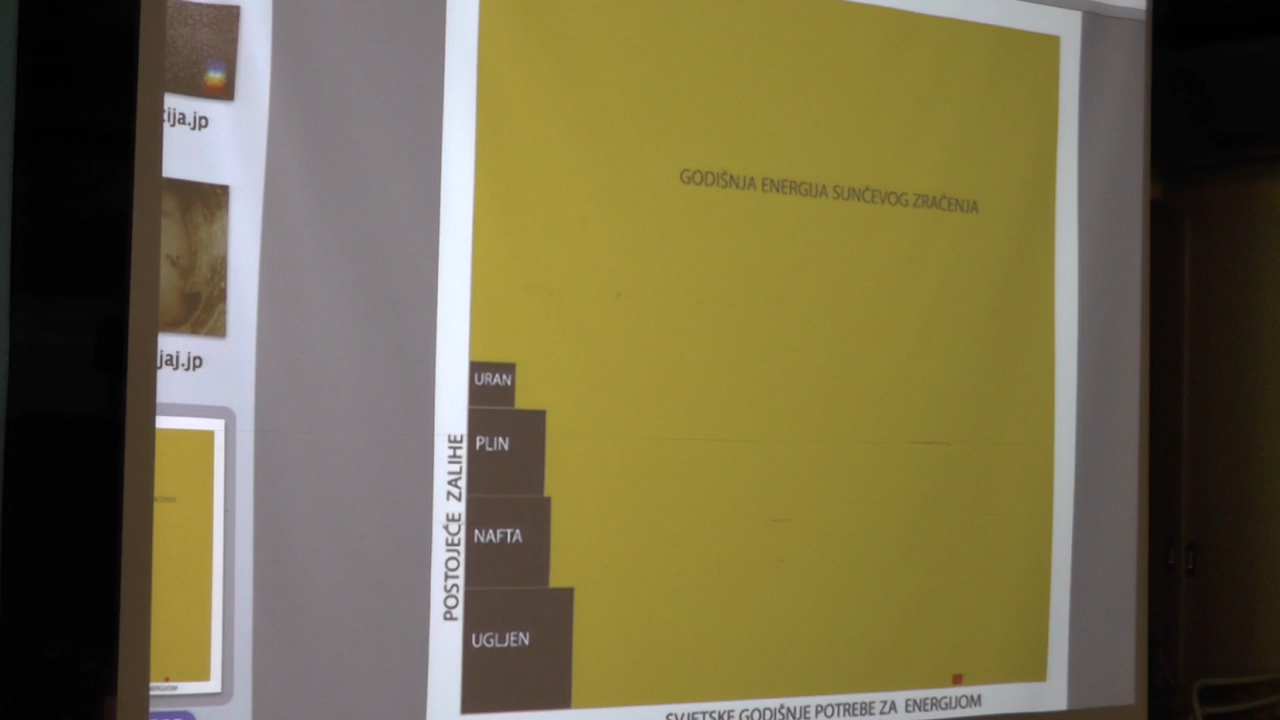 cija.jp
jaj.jp
GODIŠNJA ENERGIJA SUNČEVOG ZRAČENJA
URAN
PLIN
NAFTA
UGLJEN
POSTOJEĆE ZALIHE
SVJETSKE GODIŠNJE POTREBE ZA ENERGIJOM